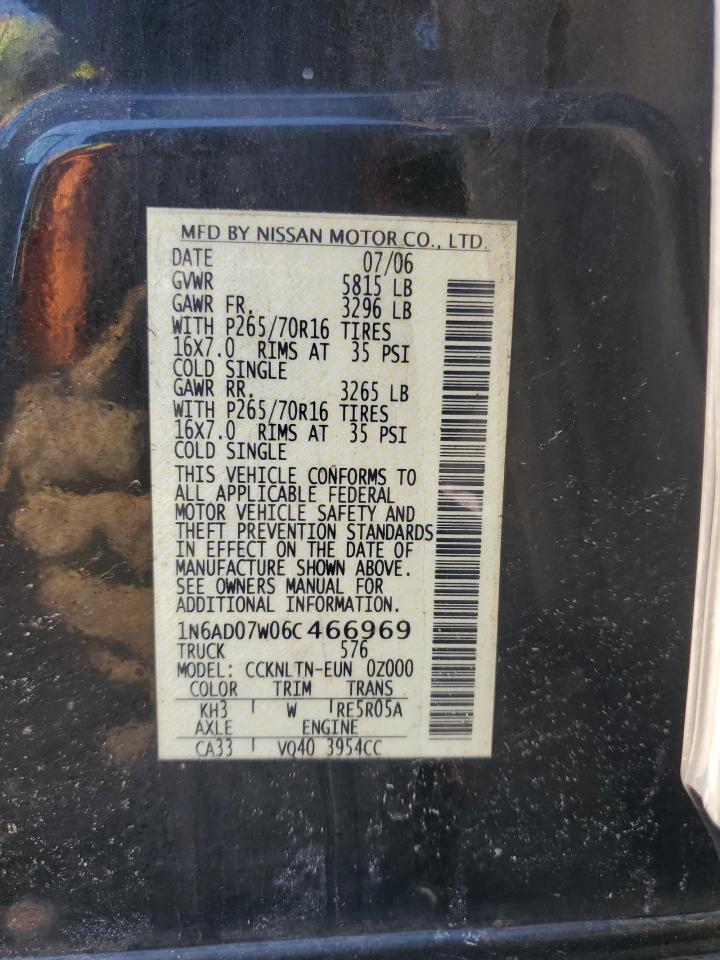 MFD BY NISSAN MOTOR CO., LTD.
DATE 07/06
GVWR 5815 LB
GAWR FR. 3296 LB
WITH P265/70R16 TIRES
16X7.0 RIMS AT 35 PSI
COLD SINGLE
GAWR RR. 3265 LB
WITH P265/70R16 TIRES
16X7.0 RIMS AT 35 PSI
COLD SINGLE
THIS VEHICLE CONFORMS TO
ALL APPLICABLE FEDERAL
MOTOR VEHICLE SAFETY AND
THEFT PREVENTION STANDARDS
IN EFFECT ON THE DATE OF
MANUFACTURE SHOWN ABOVE.
SEE OWNERS MANUAL FOR
ADDITIONAL INFORMATION.
1N6AD07W06C466969
TRUCK 576
MODEL: CCKNLTN-EUN 0Z000
COLOR TRIM TRANS
KH3 W RE5R05A
AXLE ENGINE
CA33 VQ40 3954CC